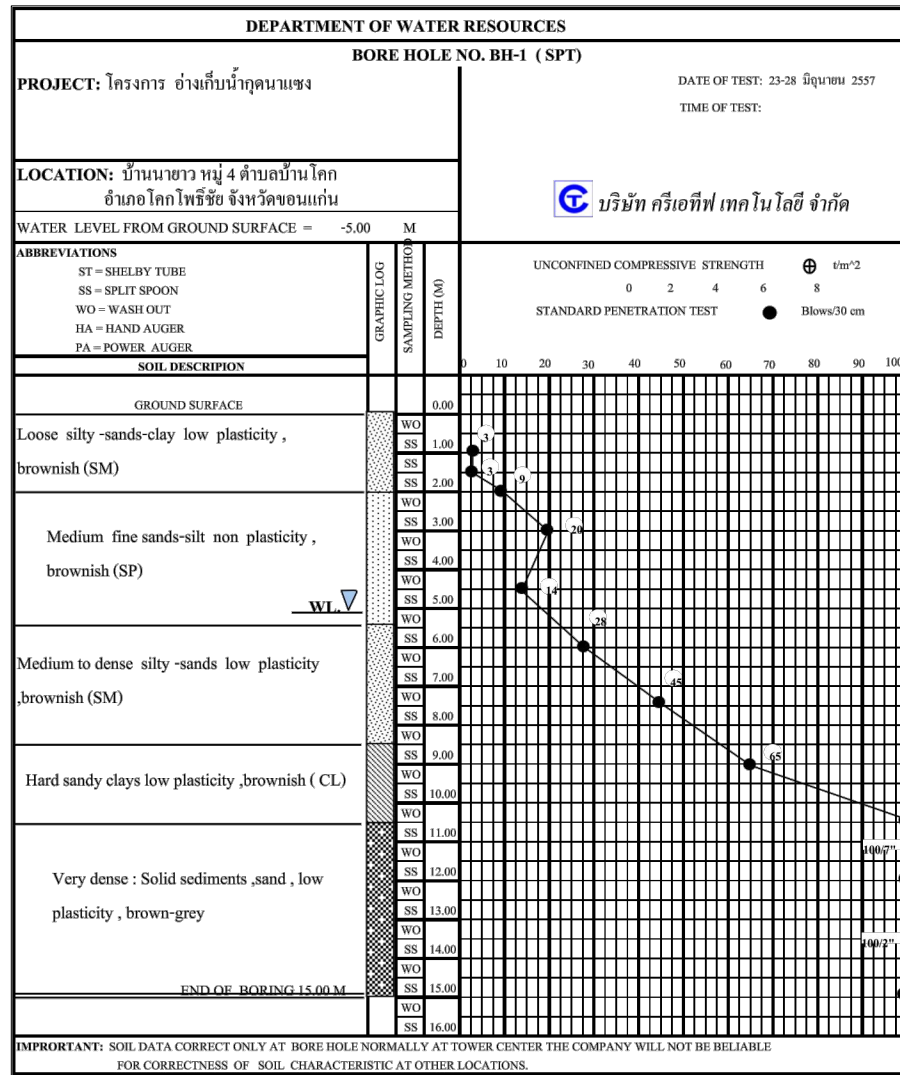 DEPARTMENT OF WATER RESOURCES
BORE HOLE NO. BH-1 ( SPT)
PROJECT: โครงการ อ่างเก็บน้ำกุดนาแซง
DATE OF TEST: 23-28 มิถุนายน 2557
TIME OF TEST:
LOCATION: บ้านนายาว หมู่ 4 ตำบลบ้านโคก
อำเภอโคกโพธิ์ชัย จังหวัดขอนแก่น
บริษัท ครีเอทีฟ เทคโนโลยี จำกัด
WATER LEVEL FROM GROUND SURFACE = -5.00 M
ABBREVIATIONS
ST = SHELBY TUBE
SS = SPLIT SPOON
WO = WASH OUT
HA = HAND AUGER
PA = POWER AUGER
SOIL DESCRIPION
GRAPHIC LOG
SAMPLING METHOD
DEPTH (M)
UNCONFINED COMPRESSIVE STRENGTH t/m^2
0 2 4 6 8
STANDARD PENETRATION TEST Blows/30 cm
0 10 20 30 40 50 60 70 80 90 100
GROUND SURFACE 0.00
WO
Loose silty -sands-clay low plasticity , 3
SS 1.00
brownish (SM) SS 3
SS 2.00 9
WO
SS 3.00 20
Medium fine sands-silt non plasticity , WO
SS 4.00
brownish (SP) WO
SS 5.00 14
WL. WO 28
SS 6.00
Medium to dense silty -sands low plasticity WO
SS 7.00 45
,brownish (SM) WO
SS 8.00
WO
SS 9.00 65
Hard sandy clays low plasticity ,brownish ( CL) WO
SS 10.00
WO
SS 11.00
WO 100/7"
Very dense : Solid sediments ,sand , low SS 12.00
WO
plasticity , brown-grey SS 13.00
WO
SS 14.00 100/2"
WO
END OF BORING 15.00 M SS 15.00
WO
SS 16.00
IMPRORTANT: SOIL DATA CORRECT ONLY AT BORE HOLE NORMALLY AT TOWER CENTER THE COMPANY WILL NOT BE BELIABLE
FOR CORRECTNESS OF SOIL CHARACTERISTIC AT OTHER LOCATIONS.